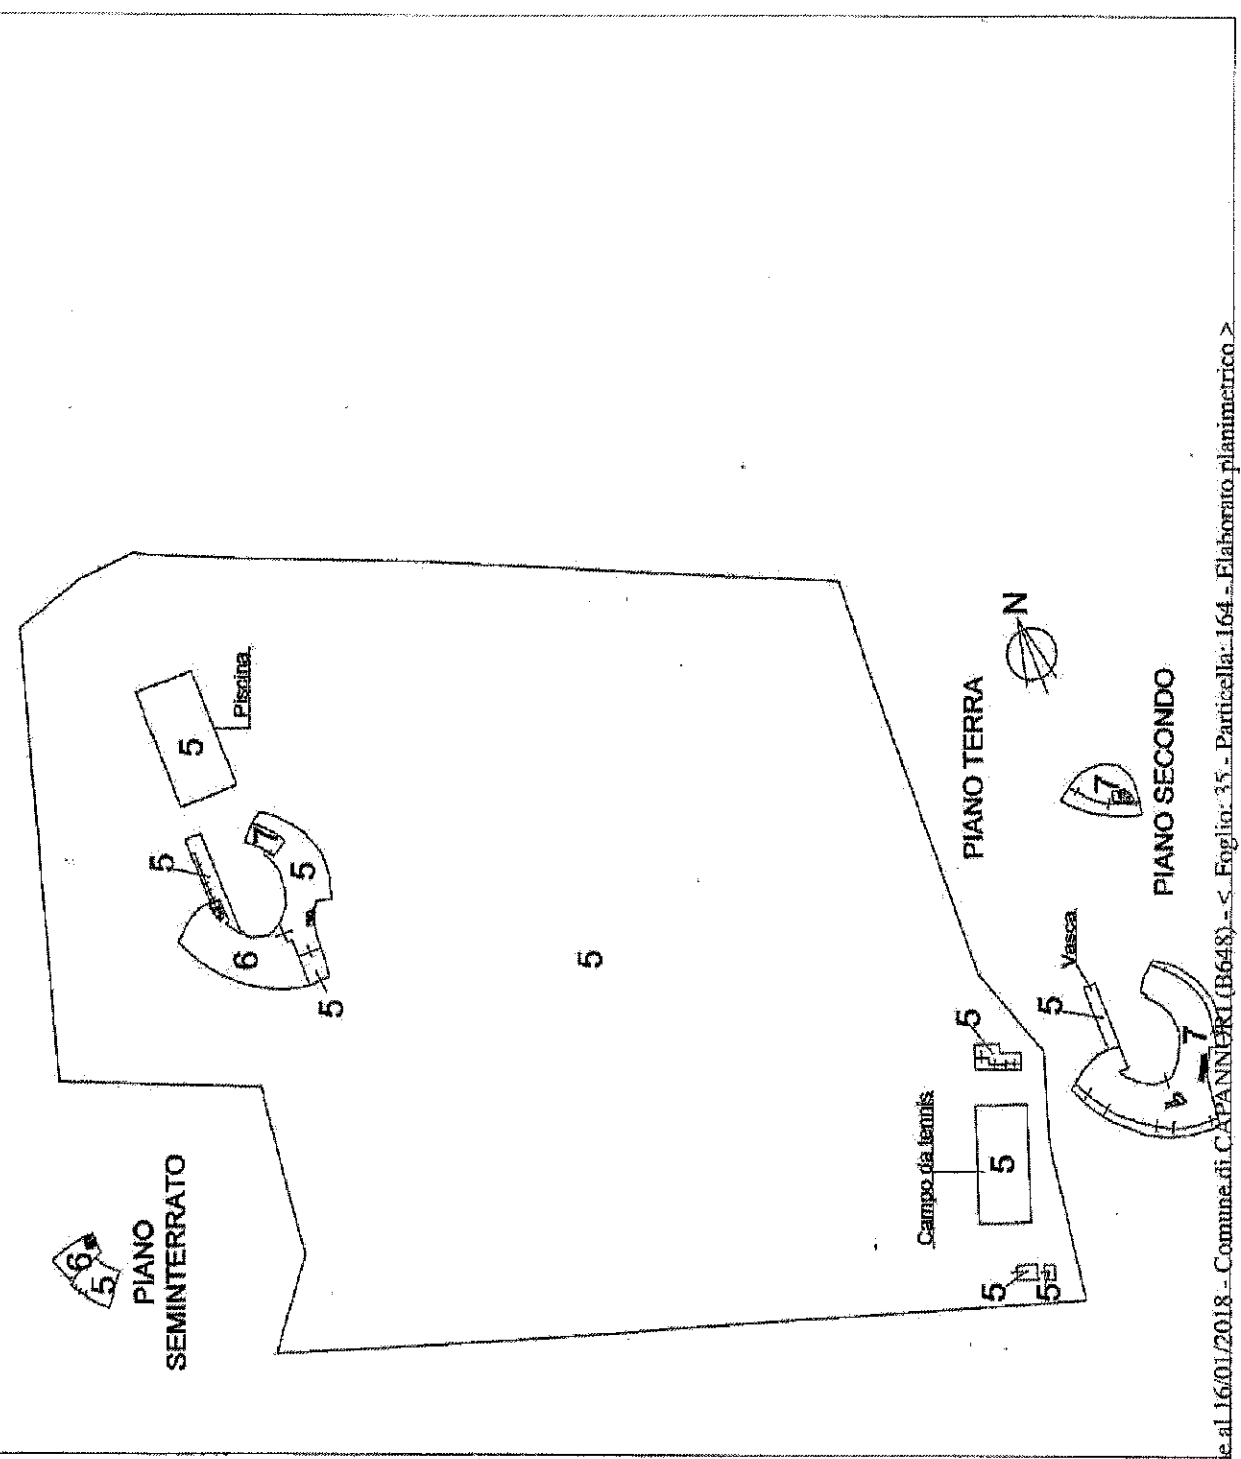 PIANO
SEMINTERRATO
6
5
5
Piscina
5
6
7
5
5
5
Campo da tennis
5
5
5
5
PIANO TERRA
N
Vasca
5
7
PIANO SECONDO
7
e al 16/01/2018 - Comune di CAPANNORI (B648) - < Foglio: 35 - Particella: 164 - Elaborato planimetrico >